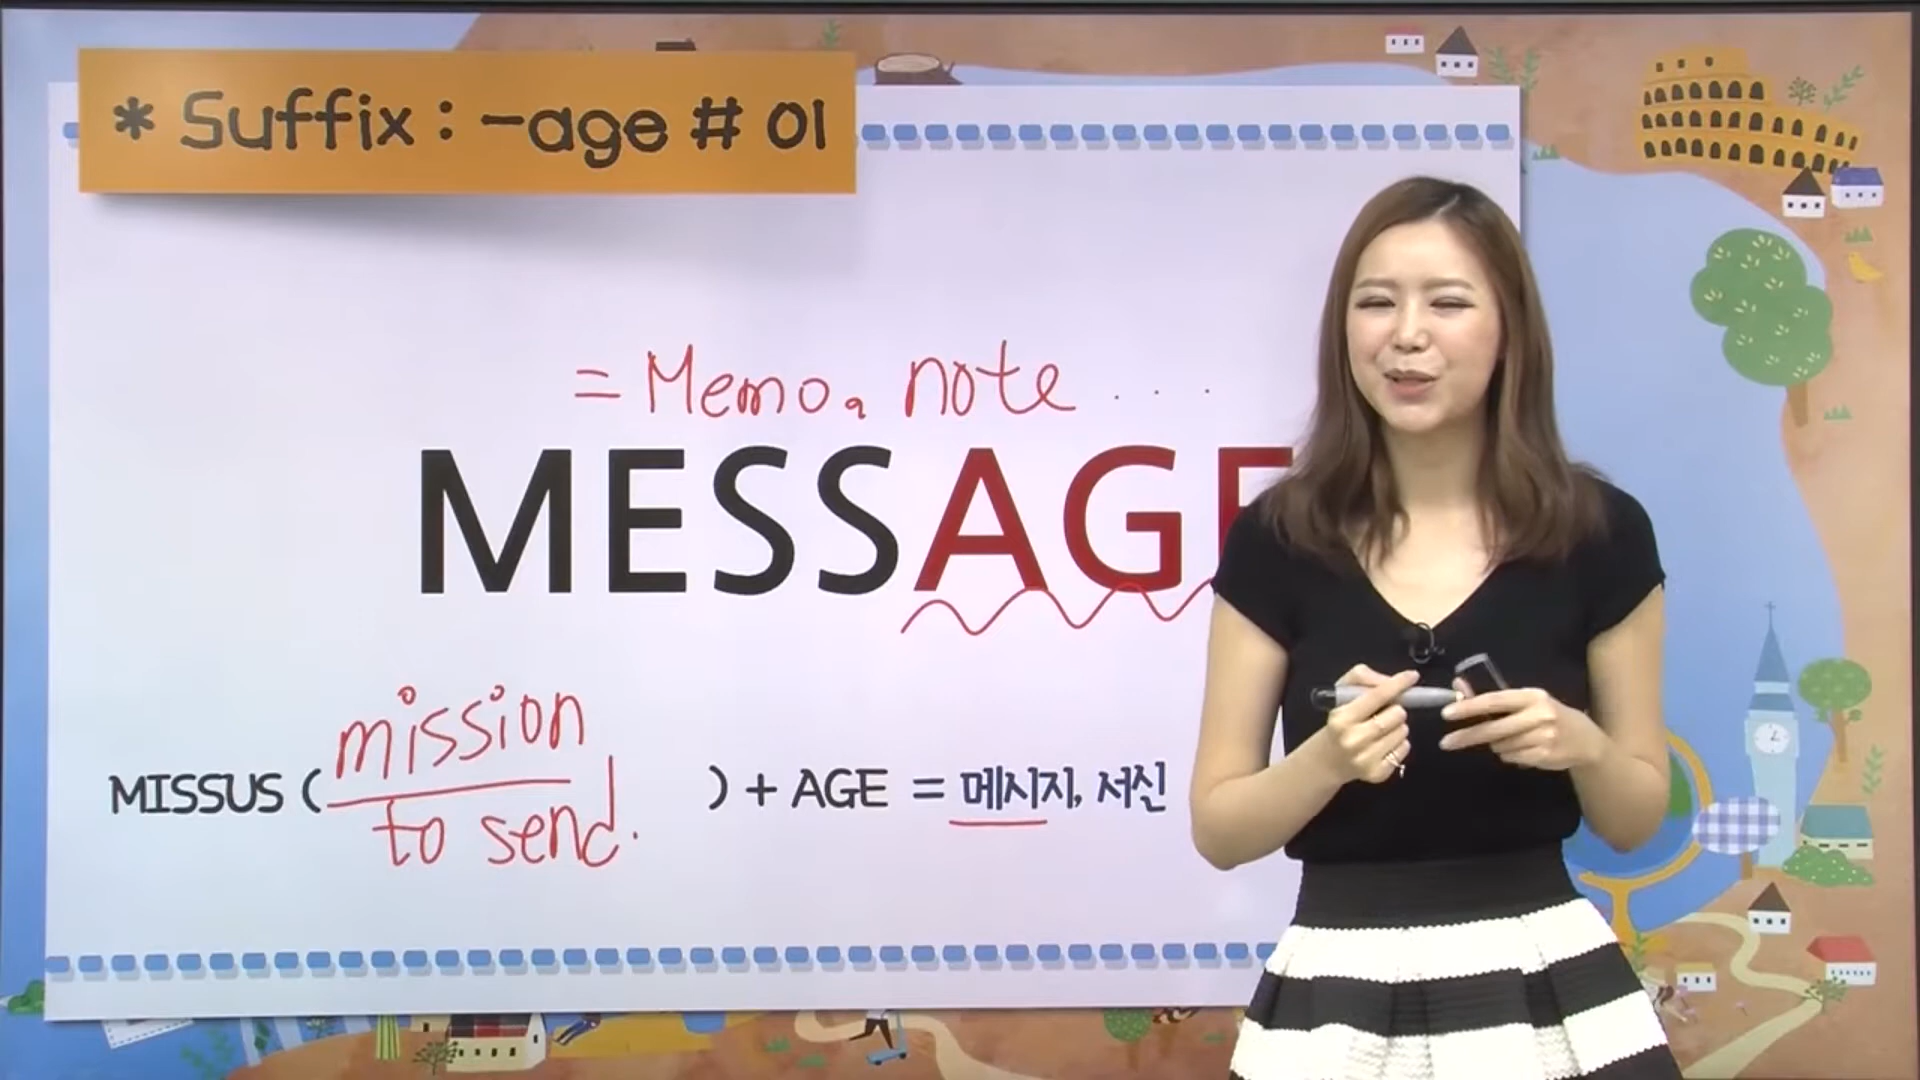 * Suffix : -age # 01
= Memo, note ...
MESSAGE
mission
MISSUS ( ) + AGE = 메시지, 서신
to send.